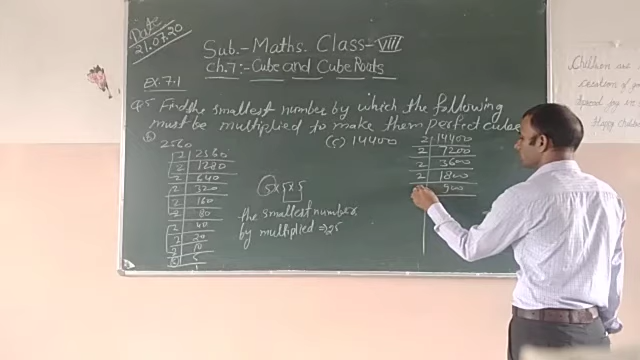 Date
21.07.20
Sub.- Maths. Class- VIII
Ch.7:- Cube and Cube Roots
EX.7.1
Q.5 Find the smallest number by which the following
must be multiplied to make them perfect cubes
2560
2 | 2560
2 | 1280
2 | 640
2 | 320
2 | 160
2 | 80
2 | 40
2 | 20
2 | 10
5 | 5
1
5×5×5
the smallest number
by multiplied ⇒ 25
(c) 14400
2 | 14400
2 | 7200
2 | 3600
2 | 1800
900
Children are